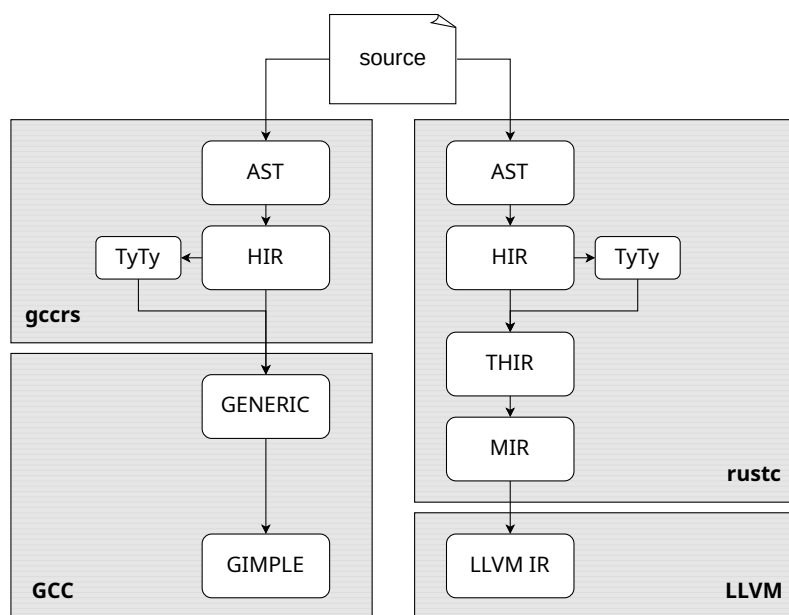 source
AST
HIR
TyTy
gccrs
GENERIC
GIMPLE
GCC
AST
HIR
TyTy
THIR
MIR
rustc
LLVM IR
LLVM